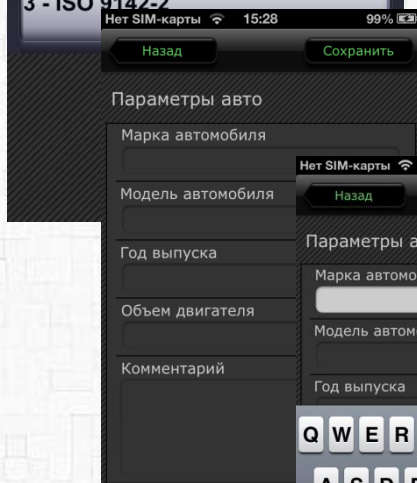 3 - ISO 9142-2
Нет SIM-карты 15:28 99%
Назад Сохранить
Параметры авто
Марка автомобиля
Модель автомобиля
Год выпуска
Объем двигателя
Комментарий
Нет SIM-карты
Назад
Параметры а
Марка автомо
Модель автом
Год выпуска
Q W E R
A S D